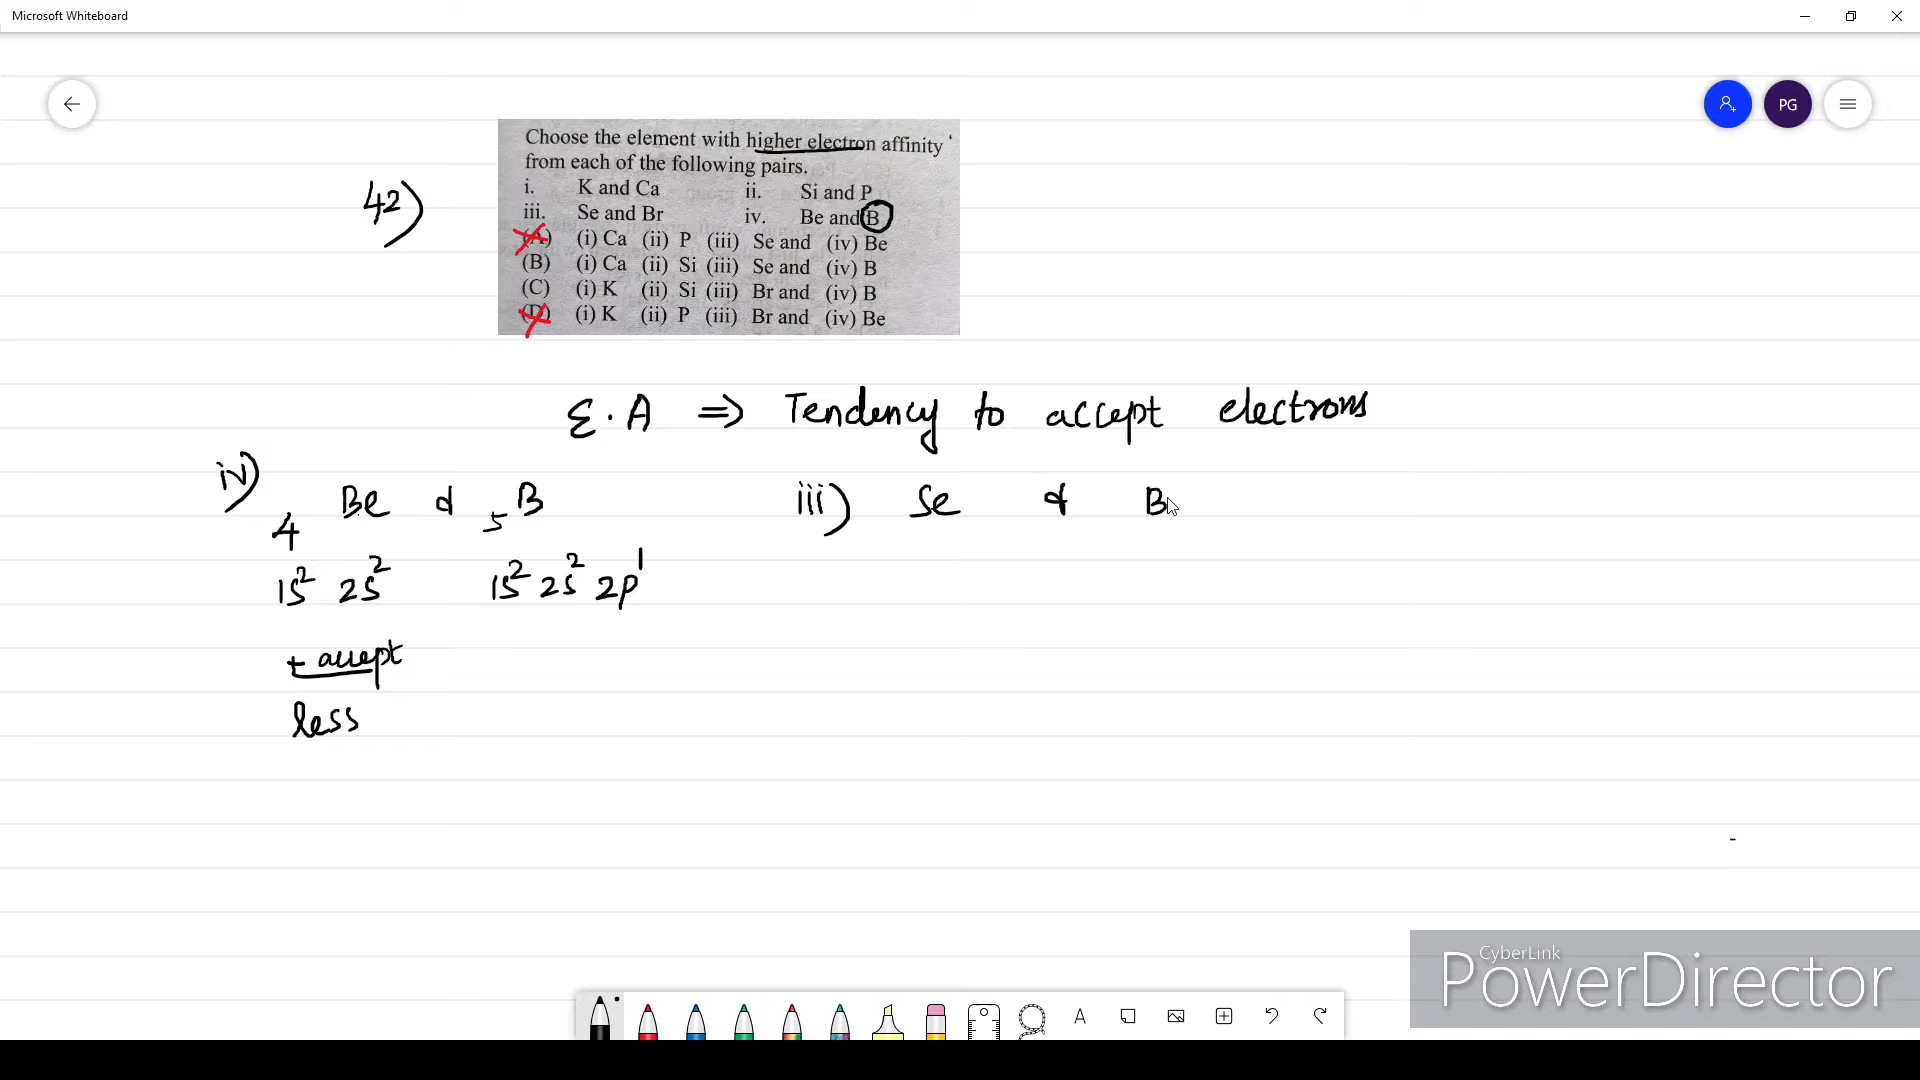 Microsoft Whiteboard
PG
42)
Choose the element with higher electron affinity
from each of the following pairs.
i. K and Ca ii. Si and P
iii. Se and Br iv. Be and B
(A) (i) Ca (ii) P (iii) Se and (iv) Be
(B) (i) Ca (ii) Si (iii) Se and (iv) B
(C) (i) K (ii) Si (iii) Br and (iv) B
(D) (i) K (ii) P (iii) Br and (iv) Be
E.A ⇒ Tendency to accept electrons
iv) ₄Be & ₅B
1s² 2s² 1s² 2s² 2p¹
accept
less
iii) Se & B
A
CyberLink
PowerDirector